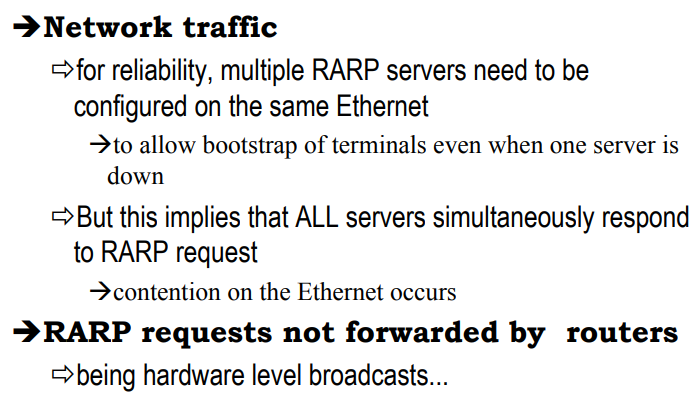 ➔Network traffic
⇨for reliability, multiple RARP servers need to be
configured on the same Ethernet
→to allow bootstrap of terminals even when one server is
down
⇨But this implies that ALL servers simultaneously respond
to RARP request
→contention on the Ethernet occurs
➔RARP requests not forwarded by routers
⇨being hardware level broadcasts...